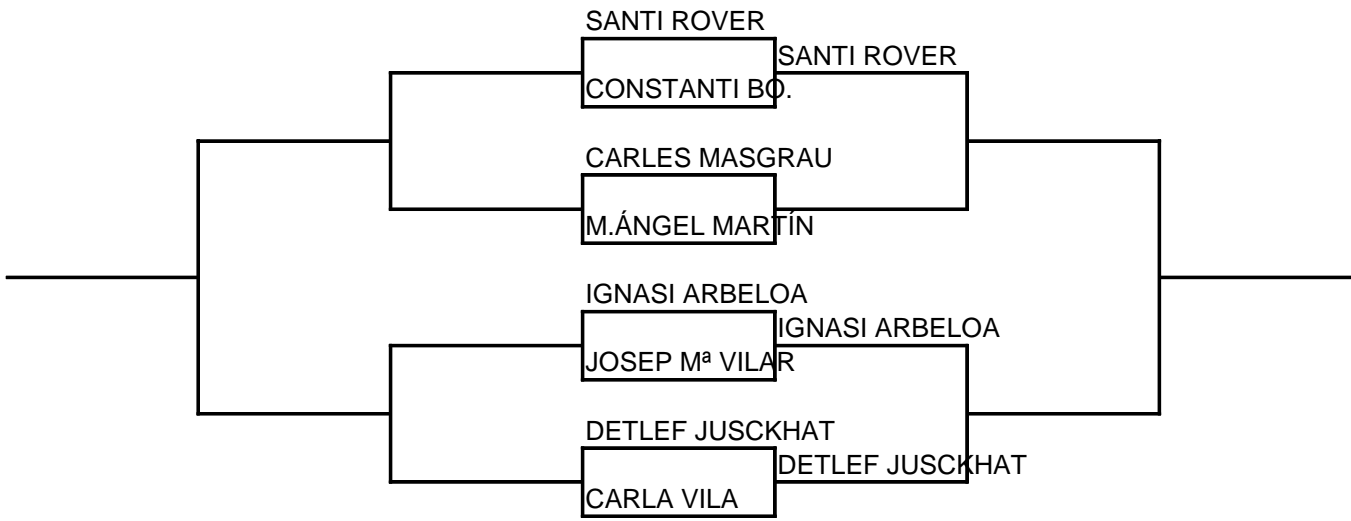 SANTI ROVER
SANTI ROVER
CONSTANTI BO.
CARLES MASGRAU
M.ÁNGEL MARTÍN
IGNASI ARBELOA
IGNASI ARBELOA
JOSEP Mª VILAR
DETLEF JUSCKHAT
DETLEF JUSCKHAT
CARLA VILA